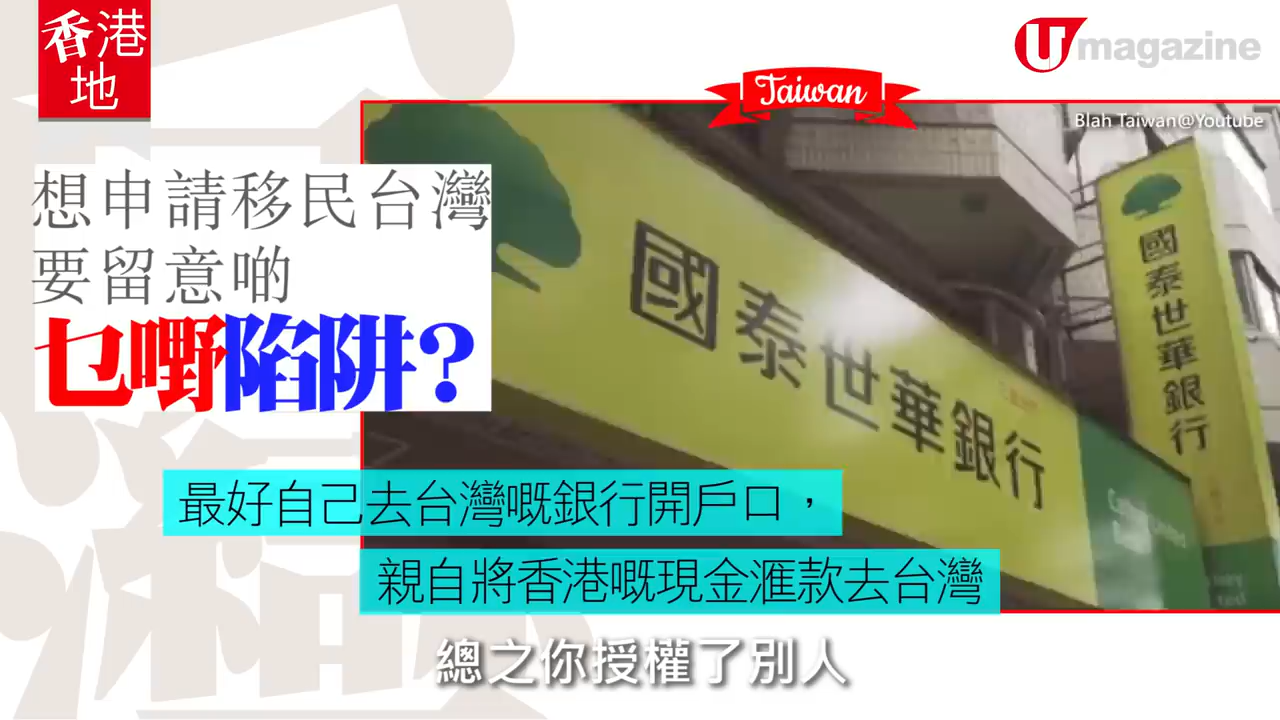 香港
地
U magazine
Taiwan
Blah Taiwan@Youtube
想申請移民台灣
要留意啲
乜嘢陷阱?
國泰世華銀行
國泰世華銀行
最好自己去台灣嘅銀行開戶口，
親自將香港嘅現金滙款去台灣
總之你授權了別人